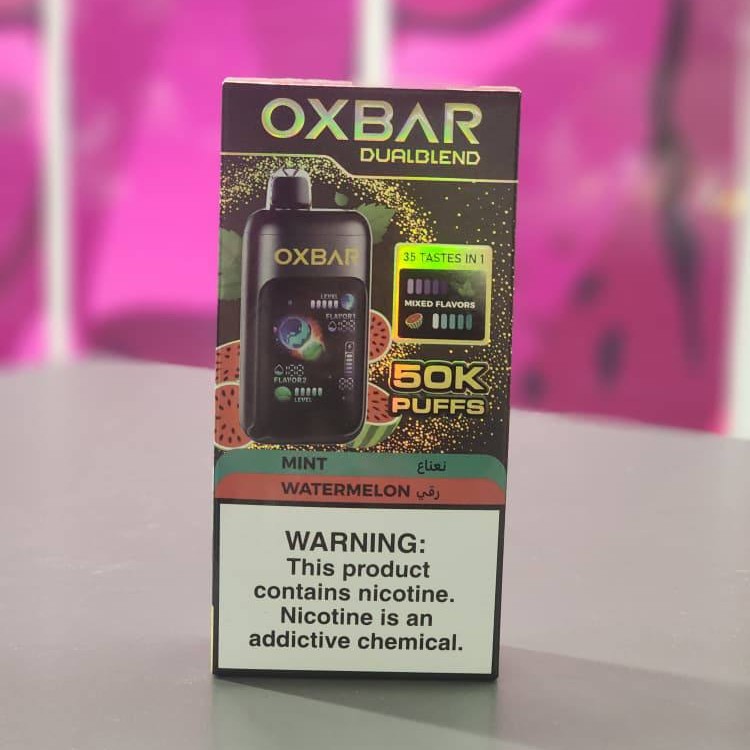 OXBAR
DUALBLEND
OXBAR
LEVEL
FLAVOR1
FLAVOR2
LEVEL
35 TASTES IN 1
MIXED FLAVORS
50K
PUFFS
MINT نعناع
WATERMELON رقي
WARNING:
This product
contains nicotine.
Nicotine is an
addictive chemical.